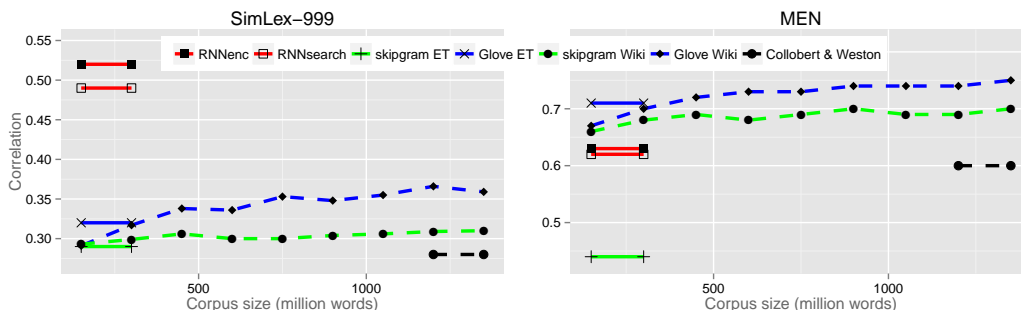 SimLex−999
MEN
RNNenc RNNsearch skipgram ET Glove ET skipgram Wiki Glove Wiki Collobert & Weston
Correlation
0.55
0.50
0.45
0.40
0.35
0.30
500
1000
Corpus size (million words)
0.7
0.6
0.5
500
1000
Corpus size (million words)